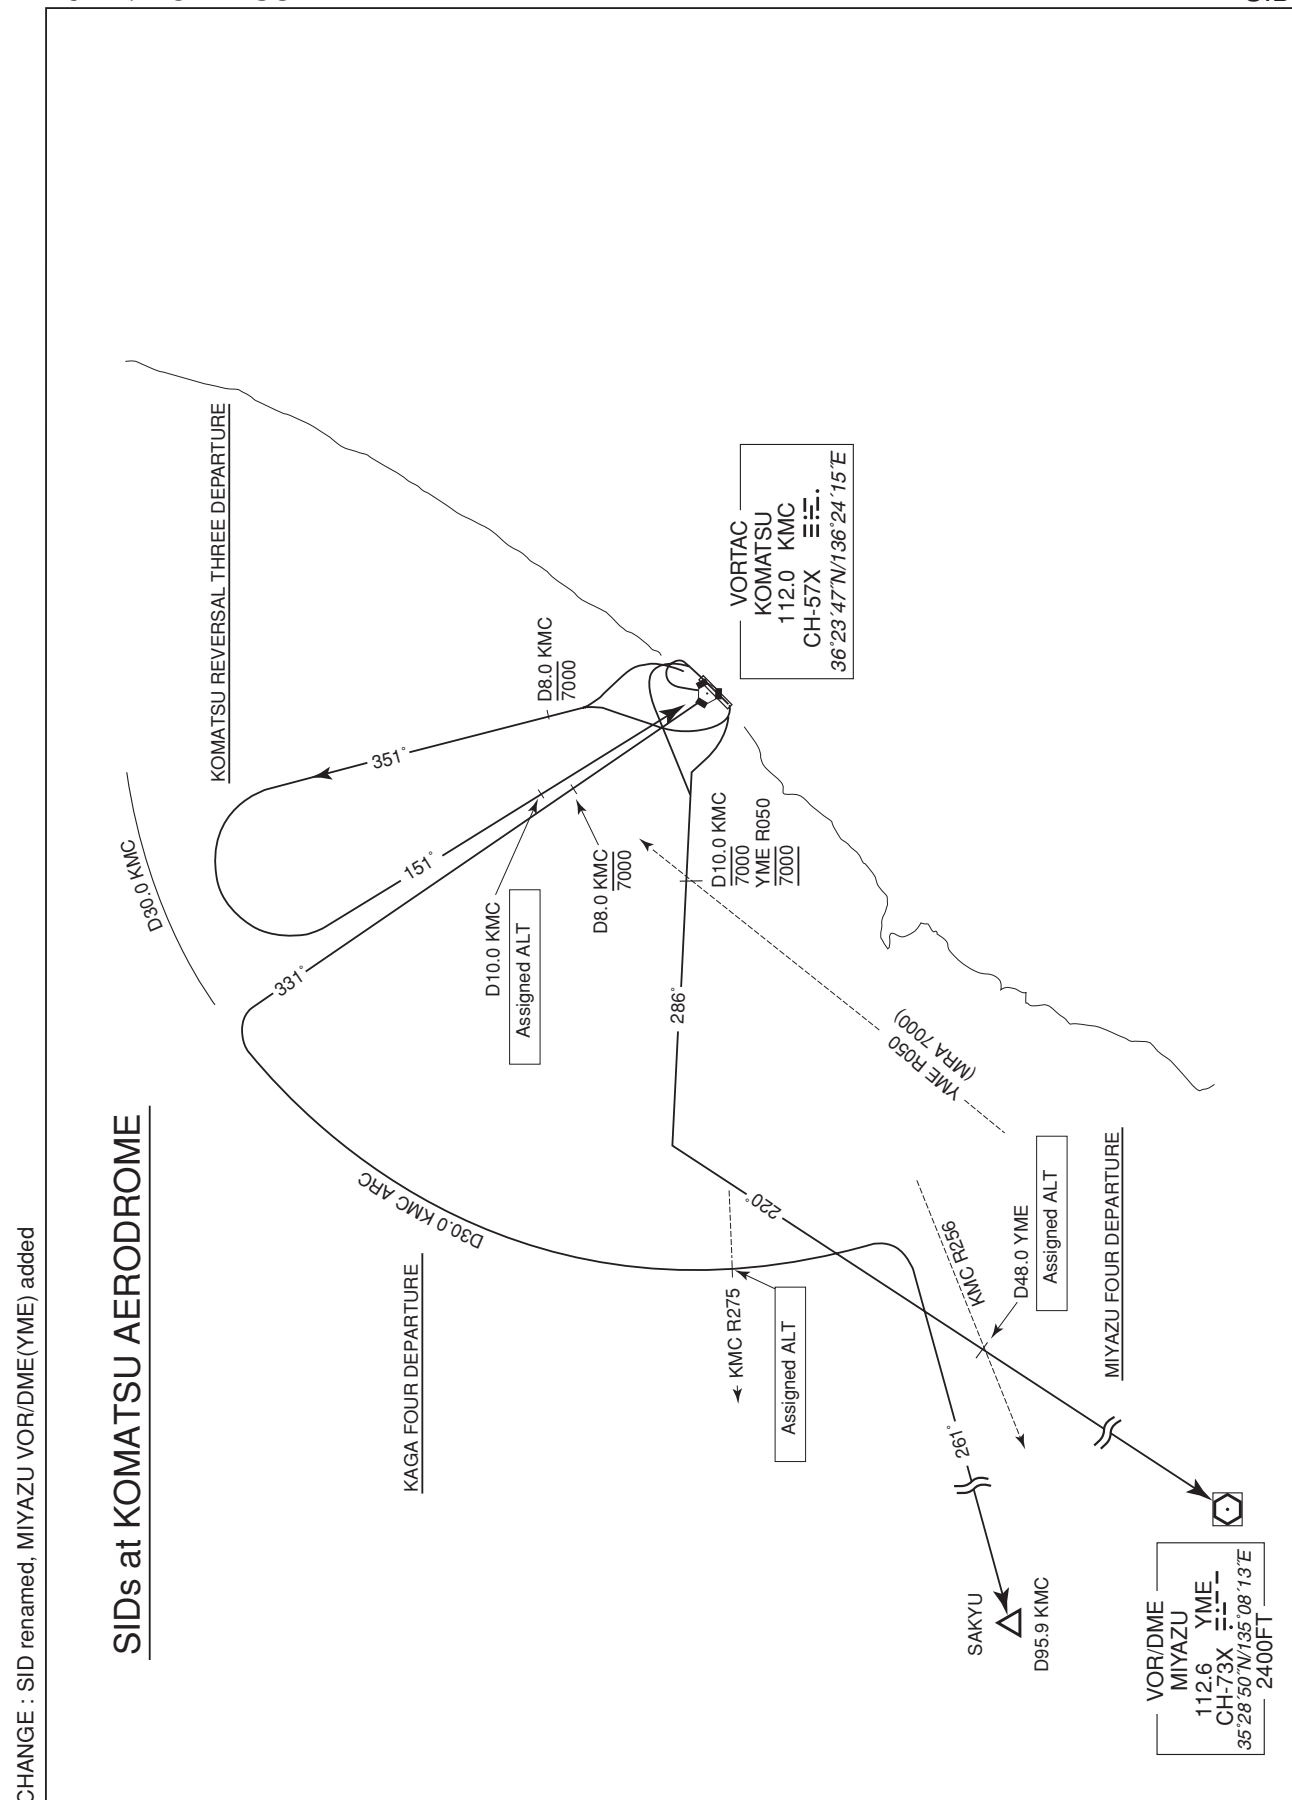 CHANGE : SID renamed, MIYAZU VOR/DME(YME) added
SIDs at KOMATSU AERODROME
KOMATSU REVERSAL THREE DEPARTURE
D30.0 KMC
351°
151°
331°
D8.0 KMC
7000
D10.0 KMC
Assigned ALT
D8.0 KMC
7000
VORTAC
KOMATSU
112.0 KMC
CH-57X
36°23´47˝N/136°24´15˝E
D10.0 KMC
7000
YME R050
7000
286°
YME R050
(MRA 7000)
D30.0 KMC ARC
KAGA FOUR DEPARTURE
220°
KMC R275
Assigned ALT
KMC R256
D48.0 YME
Assigned ALT
MIYAZU FOUR DEPARTURE
261°
SAKYU
D95.9 KMC
VOR/DME
MIYAZU
112.6 YME
CH-73X
35°28´50˝N/135°08´13˝E
2400FT